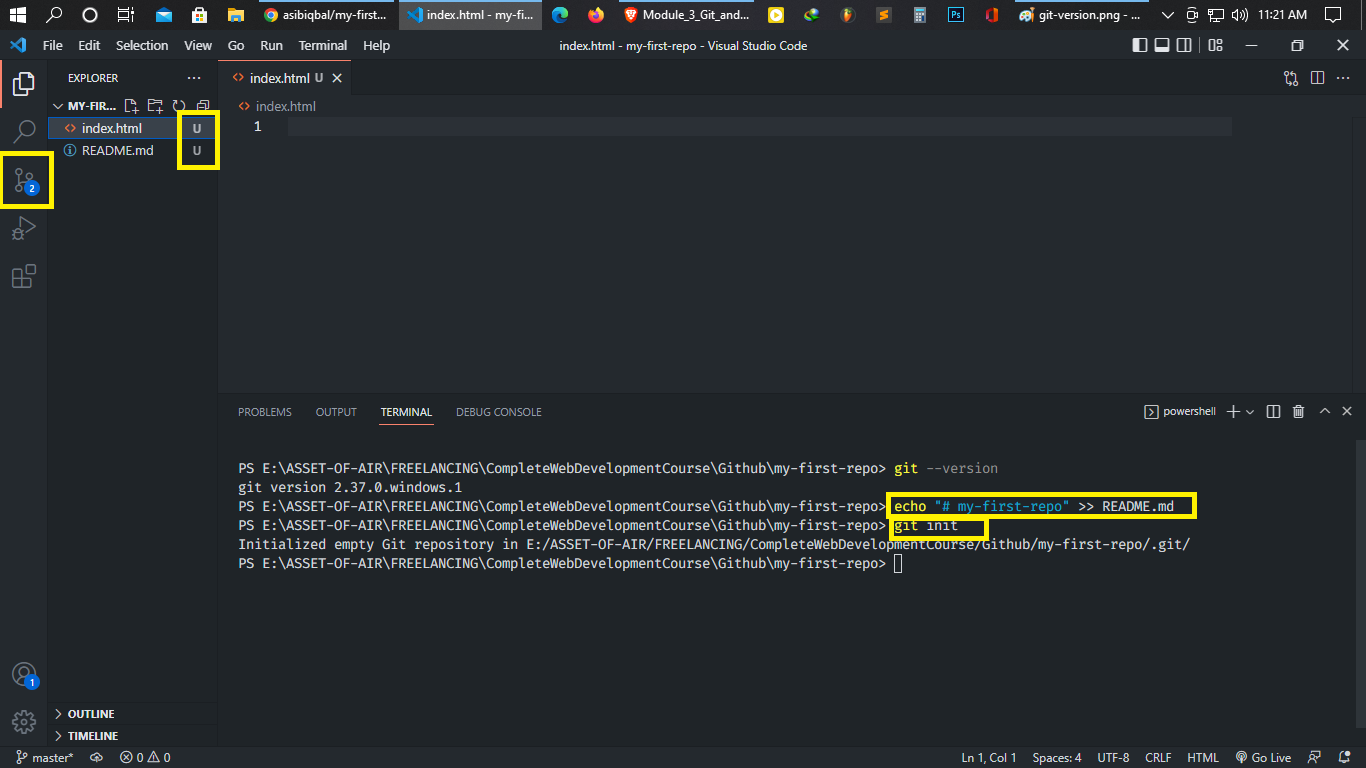 asibiqbal/my-first...
index.html - my-fi...
Module_3_Git_and...
Ps
git-version.png - ...
11:21 AM
File Edit Selection View Go Run Terminal Help
index.html - my-first-repo - Visual Studio Code
EXPLORER
MY-FIR...
index.html U
README.md U
2
index.html U
index.html
1
PROBLEMS OUTPUT TERMINAL DEBUG CONSOLE
powershell
PS E:\ASSET-OF-AIR\FREELANCING\CompleteWebDevelopmentCourse\Github\my-first-repo> git --version
git version 2.37.0.windows.1
PS E:\ASSET-OF-AIR\FREELANCING\CompleteWebDevelopmentCourse\Github\my-first-repo> echo "# my-first-repo" >> README.md
PS E:\ASSET-OF-AIR\FREELANCING\CompleteWebDevelopmentCourse\Github\my-first-repo> git init
Initialized empty Git repository in E:/ASSET-OF-AIR/FREELANCING/CompleteWebDevelopmentCourse/Github/my-first-repo/.git/
PS E:\ASSET-OF-AIR\FREELANCING\CompleteWebDevelopmentCourse\Github\my-first-repo>
1
OUTLINE
TIMELINE
master* 0 0 Ln 1, Col 1 Spaces: 4 UTF-8 CRLF HTML Go Live